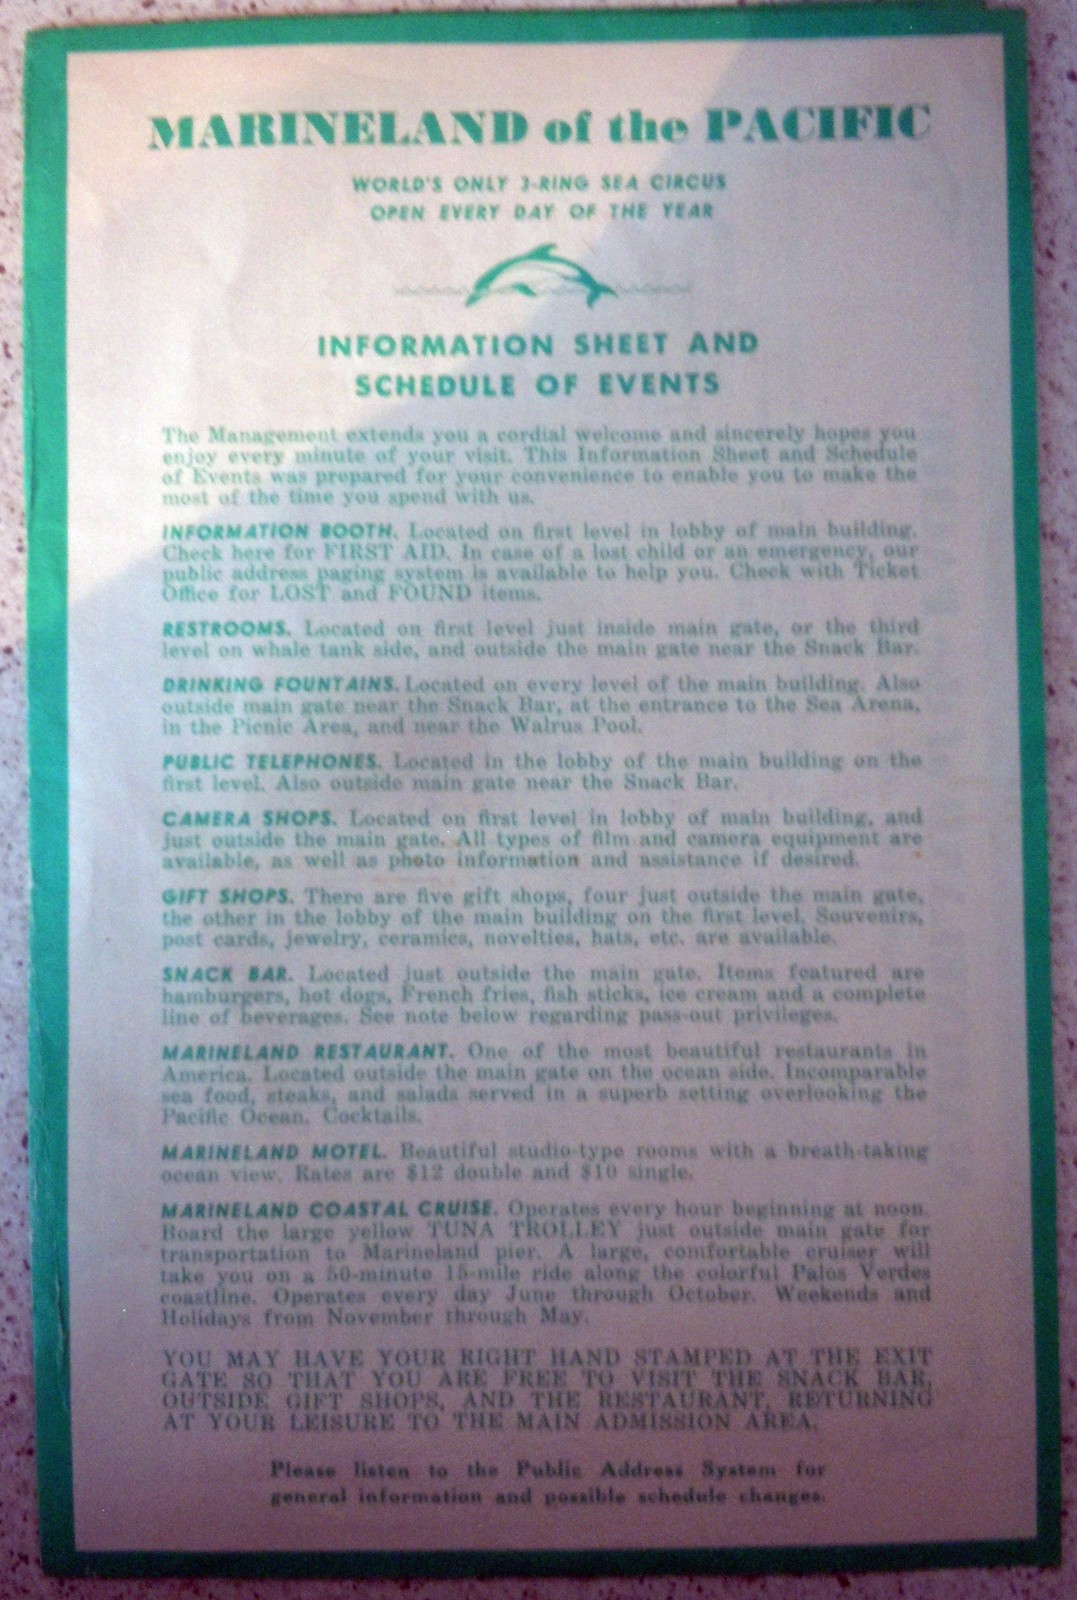 MARINELAND of the PACIFIC
WORLD'S ONLY 3-RING SEA CIRCUS
OPEN EVERY DAY OF THE YEAR
INFORMATION SHEET AND
SCHEDULE OF EVENTS
The Management extends you a cordial welcome and sincerely hopes you
enjoy every minute of your visit. This Information Sheet and Schedule
of Events was prepared for your convenience to enable you to make the
most of the time you spend with us.
INFORMATION BOOTH. Located on first level in lobby of main building.
Check here for FIRST AID. In case of a lost child or an emergency, our
public address paging system is available to help you. Check with Ticket
Office for LOST and FOUND items.
RESTROOMS. Located on first level just inside main gate, or the third
level on whale tank side, and outside the main gate near the Snack Bar.
DRINKING FOUNTAINS. Located on every level of the main building. Also
outside main gate near the Snack Bar, at the entrance to the Sea Arena,
in the Picnic Area, and near the Walrus Pool.
PUBLIC TELEPHONES. Located in the lobby of the main building on the
first level. Also outside main gate near the Snack Bar.
CAMERA SHOPS. Located on first level in lobby of main building, and
just outside the main gate. All types of film and camera equipment are
available, as well as photo information and assistance if desired.
GIFT SHOPS. There are five gift shops, four just outside the main gate,
the other in the lobby of the main building on the first level. Souvenirs,
post cards, jewelry, ceramics, novelties, hats, etc. are available.
SNACK BAR. Located just outside the main gate. Items featured are
hamburgers, hot dogs, French fries, fish sticks, ice cream and a complete
line of beverages. See note below regarding pass-out privileges.
MARINELAND RESTAURANT. One of the most beautiful restaurants in
America. Located outside the main gate on the ocean side. Incomparable
sea food, steaks, and salads served in a superb setting overlooking the
Pacific Ocean. Cocktails.
MARINELAND MOTEL. Beautiful studio-type rooms with a breath-taking
ocean view. Rates are $12 double and $10 single.
MARINELAND COASTAL CRUISE. Operates every hour beginning at noon.
Board the large yellow TUNA TROLLEY just outside main gate for
transportation to Marineland pier. A large, comfortable cruiser will
take you on a 50-minute 15-mile ride along the colorful Palos Verdes
coastline. Operates every day June through October. Weekends and
Holidays from November through May.
YOU MAY HAVE YOUR RIGHT HAND STAMPED AT THE EXIT
GATE SO THAT YOU ARE FREE TO VISIT THE SNACK BAR,
OUTSIDE GIFT SHOPS, AND THE RESTAURANT, RETURNING
AT YOUR LEISURE TO THE MAIN ADMISSION AREA.
Please listen to the Public Address System for
general information and possible schedule changes.